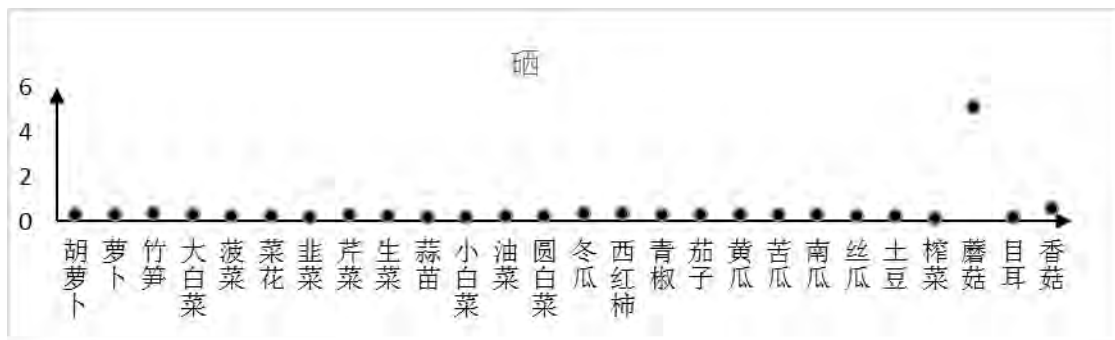 硒
6
4
2
0
胡萝卜
萝卜
竹笋
大白菜
菠菜
菜花
韭菜
芹菜
生菜
蒜苗
小白菜
油菜
圆白菜
冬瓜
西红柿
青椒
茄子
黄瓜
苦瓜
南瓜
丝瓜
土豆
榨菜
蘑菇
目耳
香菇